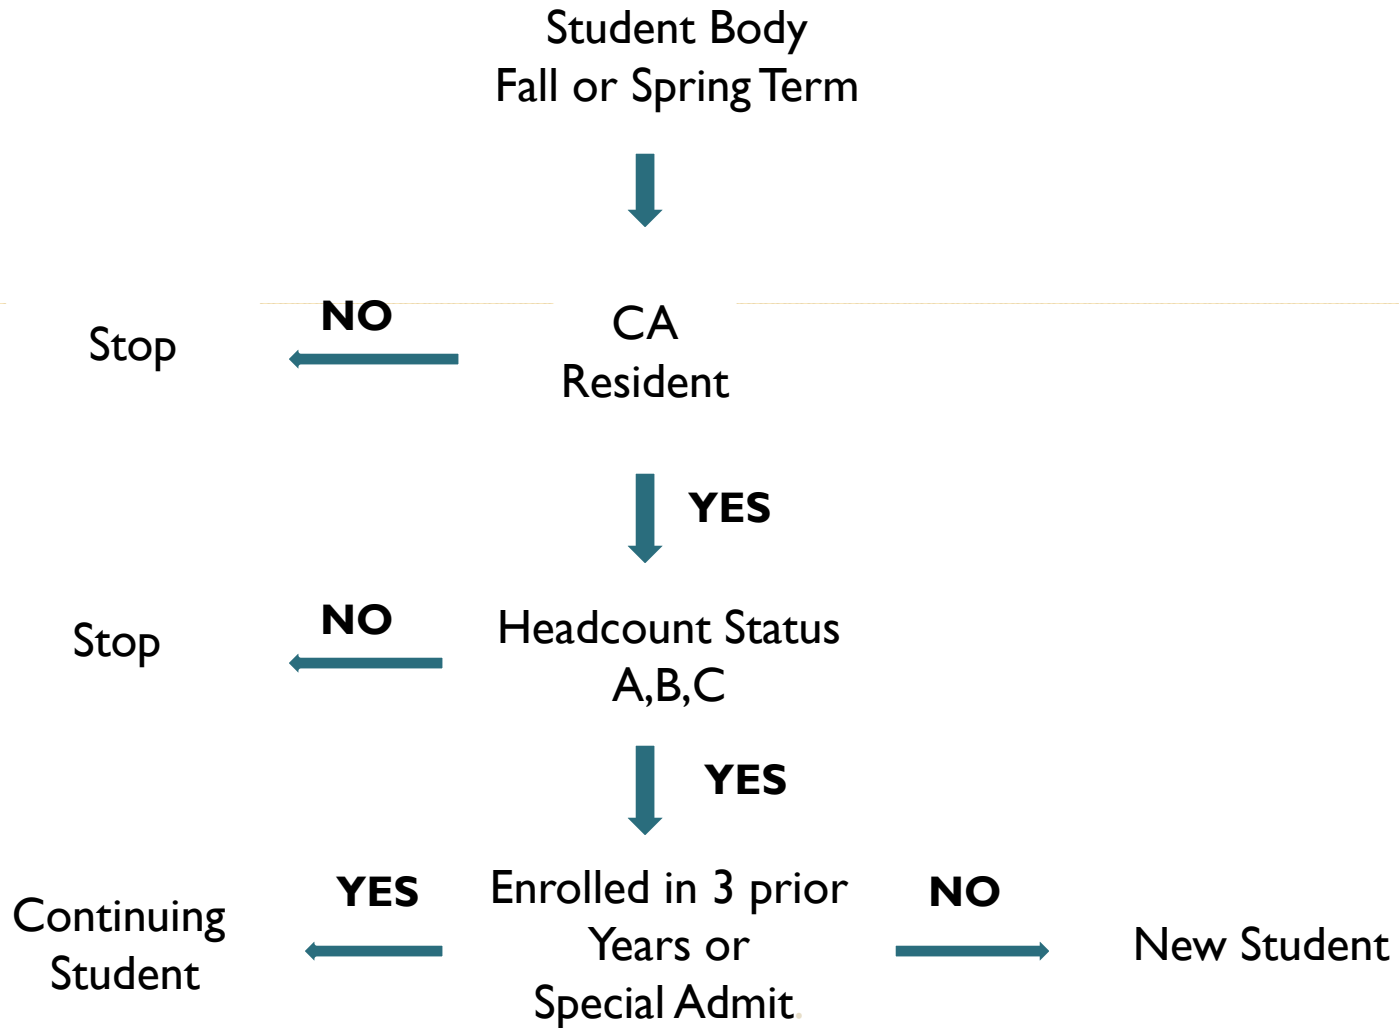 Student Body
Fall or Spring Term
NO
CA
Stop
Resident
YES
NO
Headcount Status
Stop
A,B,C
YES
YES
Enrolled in 3 prior
NO
Continuing
Years or
New Student
Student
Special Admit.